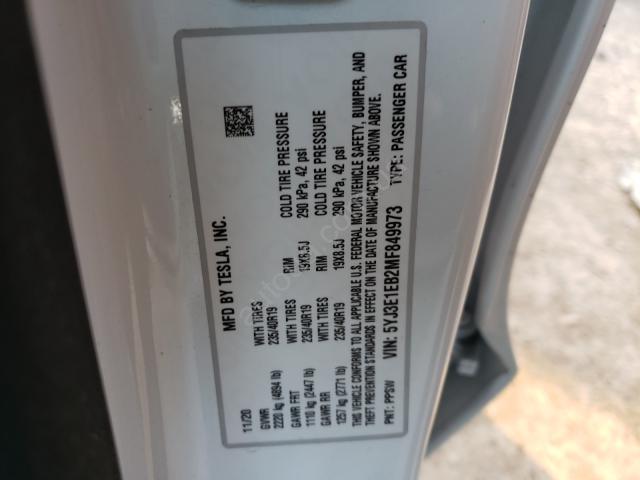 MFD BY TESLA, INC.
11/20
GVWR WITH TIRES RIM COLD TIRE PRESSURE
2220 kg (4894 lb) 235/40R19 19X8.5J 290 kPa, 42 psi
GAWR FRT WITH TIRES RIM COLD TIRE PRESSURE
1110 kg (2447 lb) 235/40R19 19X8.5J 290 kPa, 42 psi
GAWR RR WITH TIRES RIM COLD TIRE PRESSURE
1257 kg (2771 lb) 235/40R19 19X8.5J 290 kPa, 42 psi
THIS VEHICLE CONFORMS TO ALL APPLICABLE U.S. FEDERAL MOTOR VEHICLE SAFETY, BUMPER, AND
THEFT PREVENTION STANDARDS IN EFFECT ON THE DATE OF MANUFACTURE SHOWN ABOVE.
PNT: PPSW VIN: 5YJ3E1EB2MF849973 TYPE: PASSENGER CAR